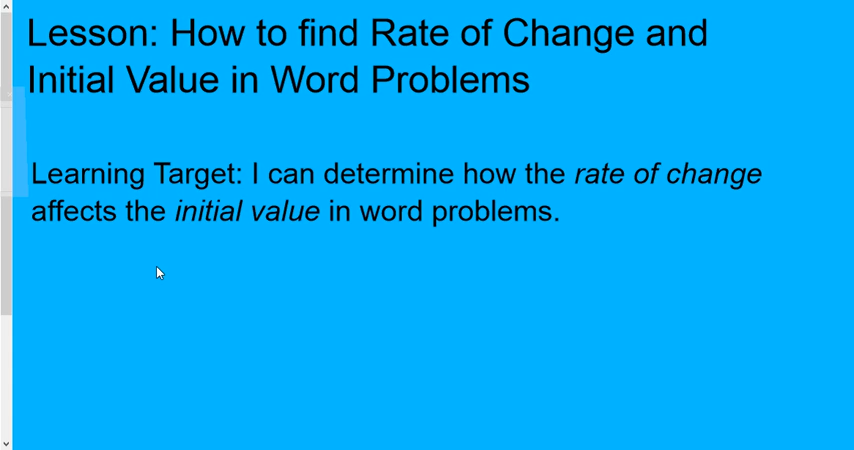 Lesson: How to find Rate of Change and
Initial Value in Word Problems
Learning Target: I can determine how the rate of change
affects the initial value in word problems.